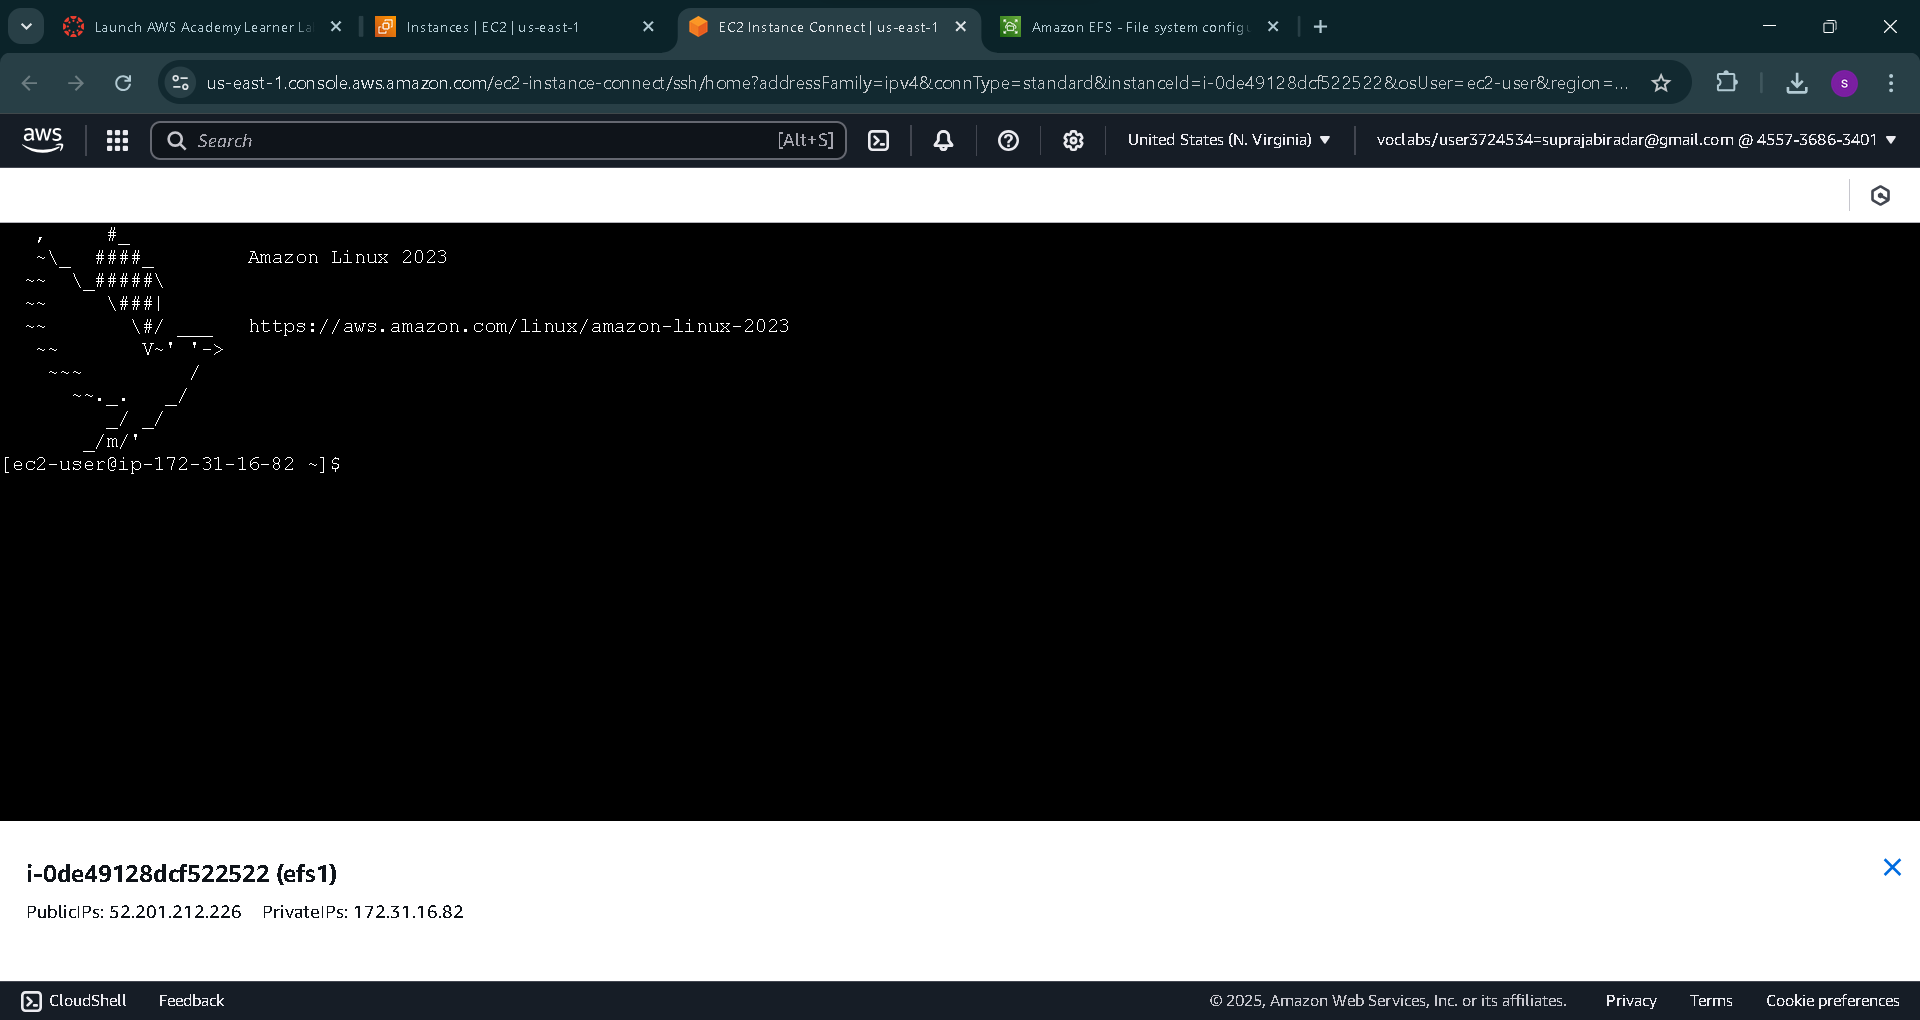 Launch AWS Academy Learner La
Instances | EC2 | us-east-1
EC2 Instance Connect | us-east-1
Amazon EFS - File system configu
us-east-1.console.aws.amazon.com/ec2-instance-connect/ssh/home?addressFamily=ipv4&connType=standard&instanceId=i-0de49128dcf522522&osUser=ec2-user&region=...
S
aws
Search
[Alt+S]
United States (N. Virginia)
voclabs/user3724534=suprajabiradar@gmail.com @ 4557-3686-3401
   ,     #_
   ~\_  ####_        Amazon Linux 2023
  ~~  \_#####\
  ~~     \###|
  ~~       \#/ ___   https://aws.amazon.com/linux/amazon-linux-2023
   ~~       V~' '->
    ~~~         /
      ~~._.   _/
         _/ _/
       _/m/'
[ec2-user@ip-172-31-16-82 ~]$
i-0de49128dcf522522 (efs1)
PublicIPs: 52.201.212.226 PrivateIPs: 172.31.16.82
CloudShell Feedback
© 2025, Amazon Web Services, Inc. or its affiliates. Privacy Terms Cookie preferences